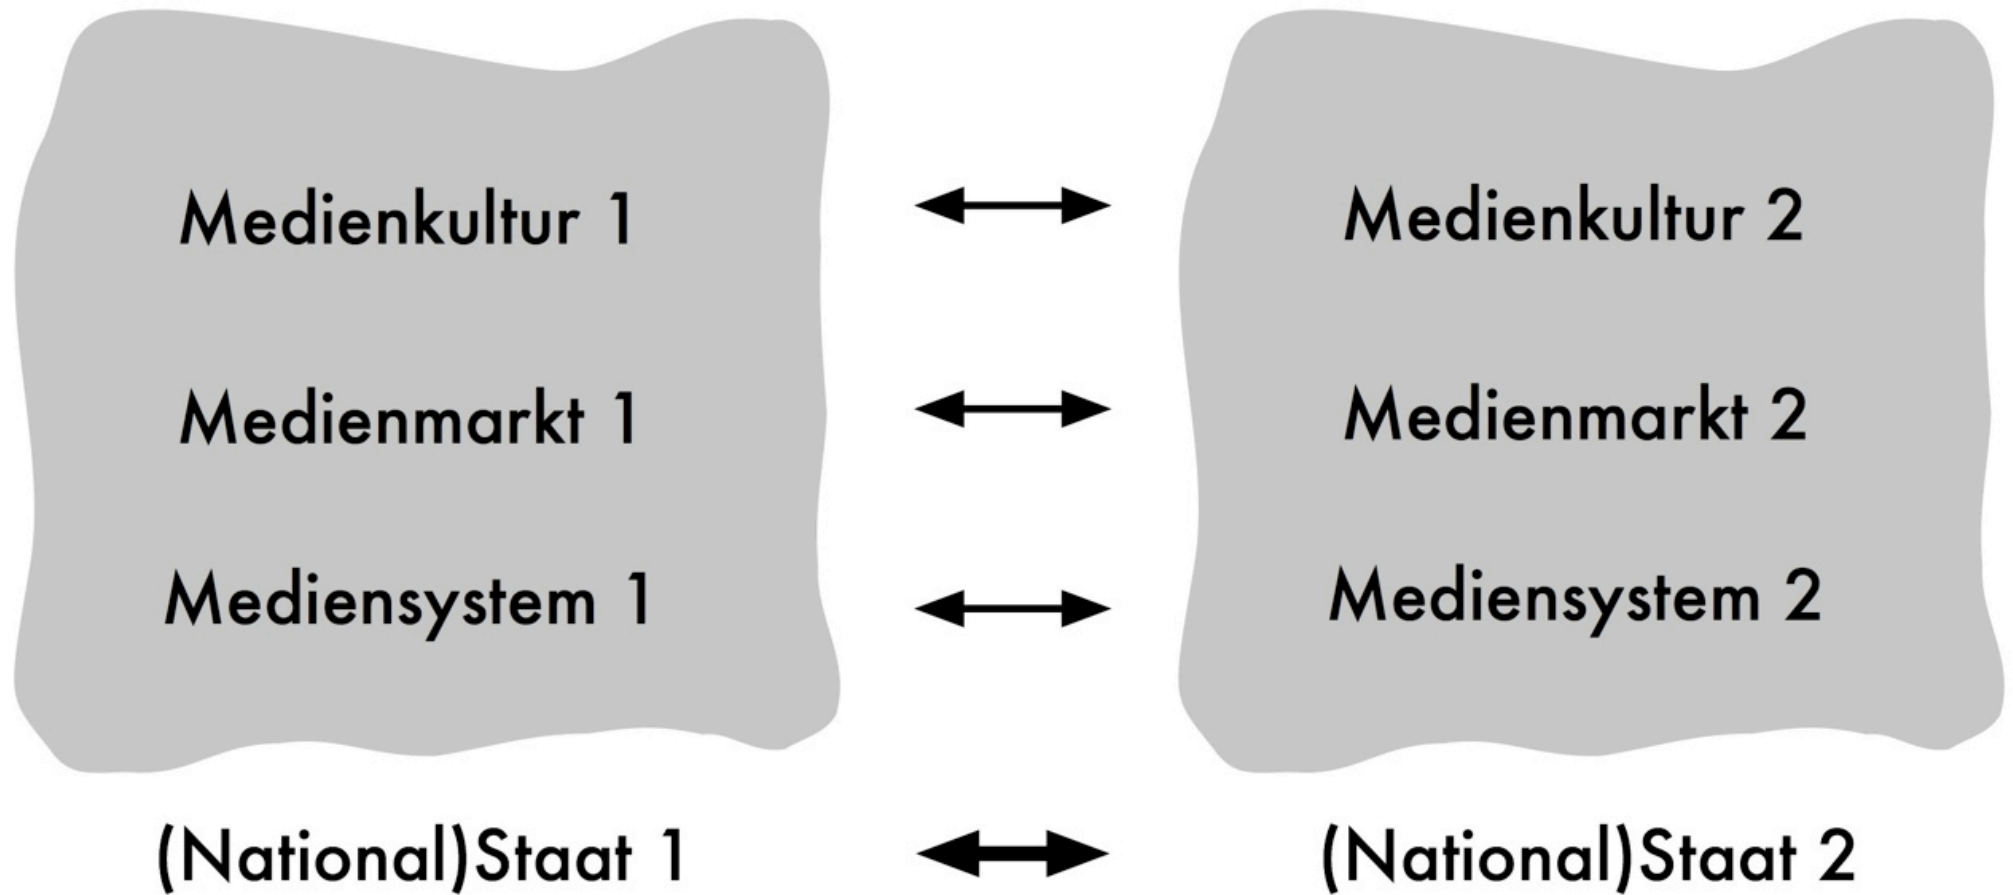 Medienkultur 1
Medienkultur 2
Medienmarkt 1
Medienmarkt 2
Mediensystem 1
Mediensystem 2
(National)Staat 1
(National)Staat 2